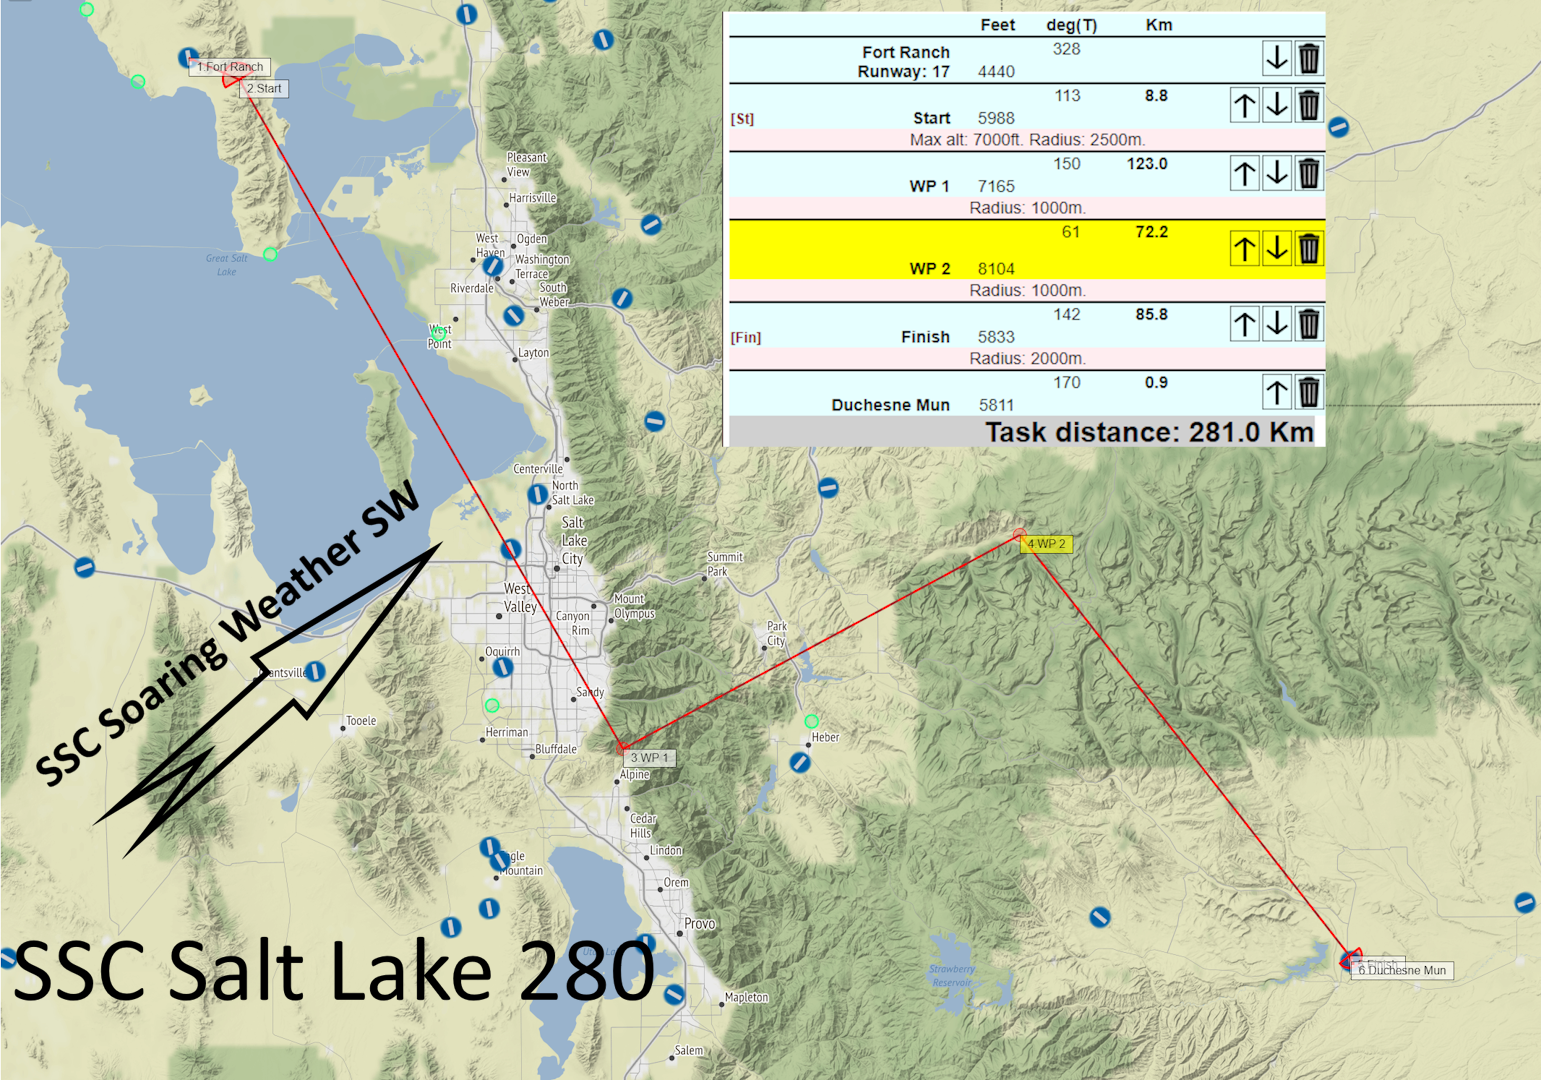 Feet deg(T) Km
Fort Ranch 328
Runway: 17 4440
113 8.8
[St] Start 5988
Max alt: 7000ft. Radius: 2500m.
150 123.0
WP 1 7165
Radius: 1000m.
61 72.2
WP 2 8104
Radius: 1000m.
142 85.8
[Fin] Finish 5833
Radius: 2000m.
170 0.9
Duchesne Mun 5811
Task distance: 281.0 Km
1.Fort Ranch
2.Start
Pleasant
View
Harrisville
West
Haven
Ogden
Washington
Terrace
Great Salt
Lake
Riverdale
South
Weber
West
Point
Layton
Centerville
North
Salt Lake
Salt
Lake
City
Summit
Park
4.WP 2
West
Valley
Mount
Olympus
Canyon
Rim
Park
City
Oquirrh
Sandy
SSC Soaring Weather SW
Tooele
Herriman
Bluffdale
Heber
3.WP 1
Alpine
Cedar
Hills
Lindon
Mountain
Orem
Provo
SSC Salt Lake 280
Strawberry
Reservoir
6.Duchesne Mun
Mapleton
Salem